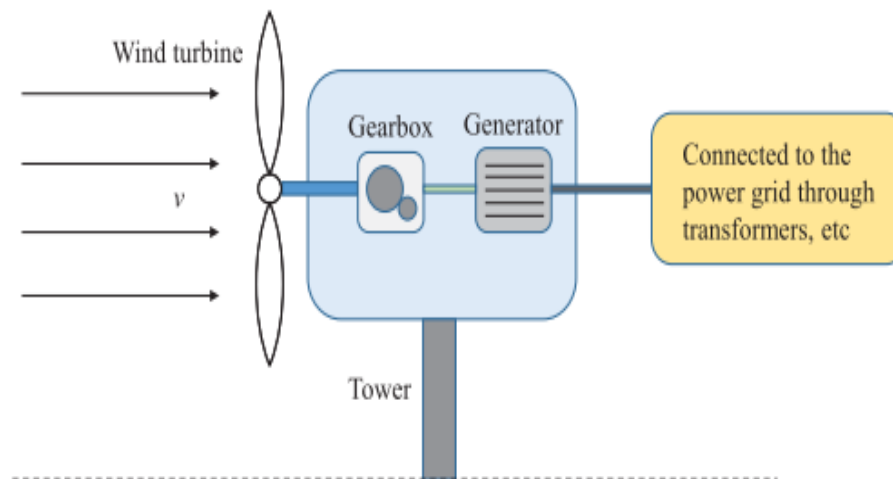 Wind turbine
Gearbox
Generator
Connected to the
power grid through
transformers, etc
v
Tower